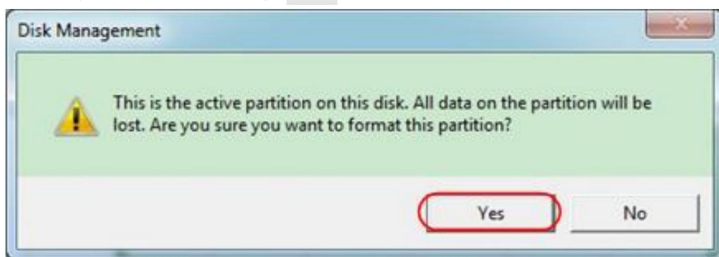 Disk Management
This is the active partition on this disk. All data on the partition will be
lost. Are you sure you want to format this partition?
Yes
No